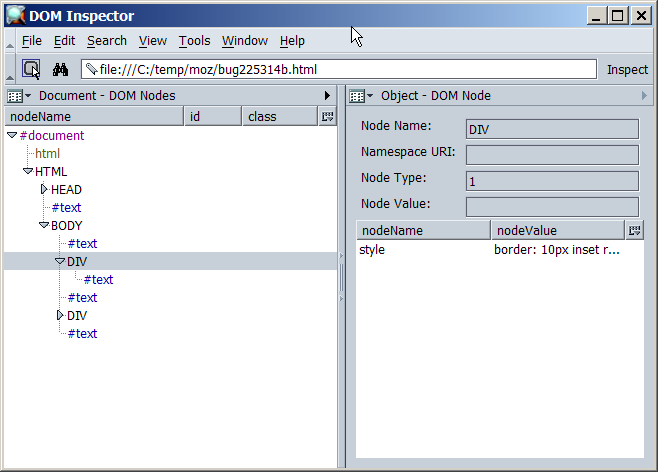 DOM Inspector
File Edit Search View Tools Window Help
file:///C:/temp/moz/bug225314b.html Inspect
Document - DOM Nodes
nodeName id class
#document
html
HTML
HEAD
#text
BODY
#text
DIV
#text
#text
DIV
#text
Object - DOM Node
Node Name: DIV
Namespace URI:
Node Type: 1
Node Value:
nodeName nodeValue
style border: 10px inset r...